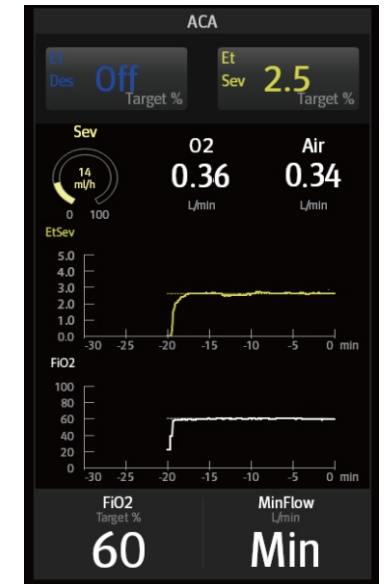 ACA
Et Des Off Target %
Et Sev 2.5 Target %
Sev
14 ml/h
0 100
O2
0.36
L/min
Air
0.34
L/min
EtSev
5.0
4.0
3.0
2.0
1.0
0.0
-30 -25 -20 -15 -10 -5 0 min
FiO2
100
80
60
40
20
0
-30 -25 -20 -15 -10 -5 0 min
FiO2
Target %
60
MinFlow
L/min
Min